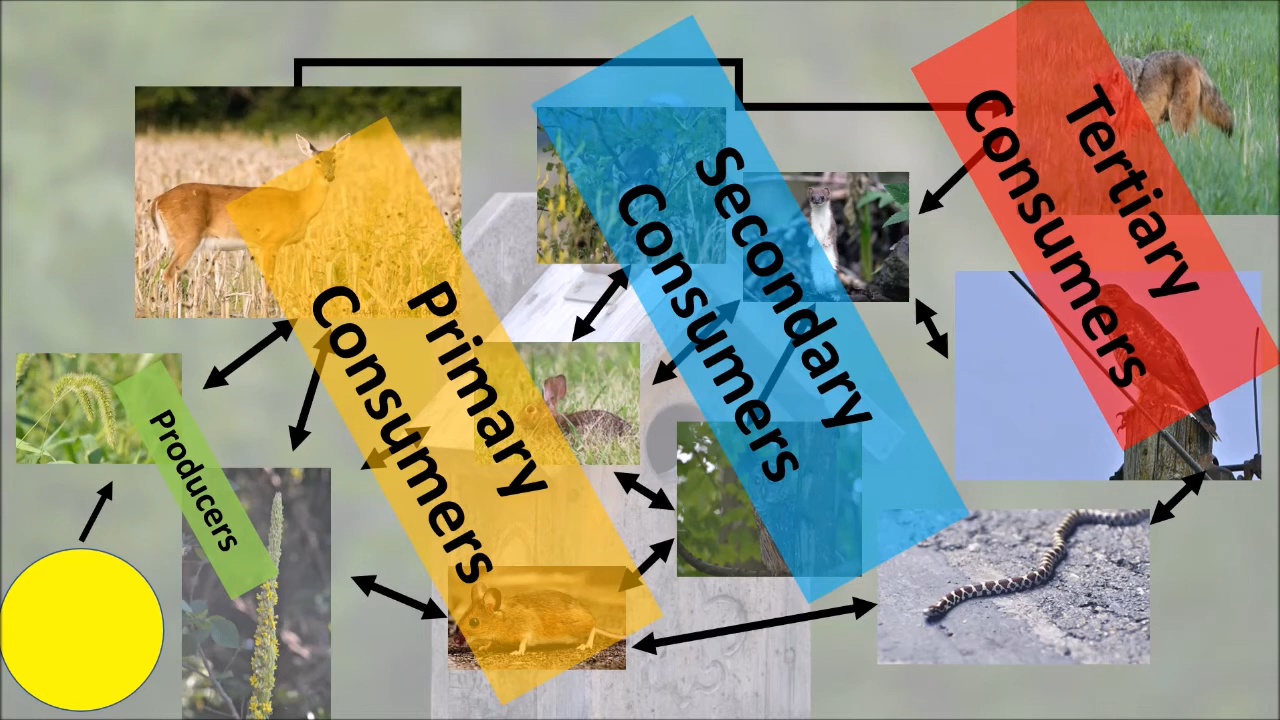 Producers
Primary
Consumers
Secondary
Consumers
Tertiary
Consumers